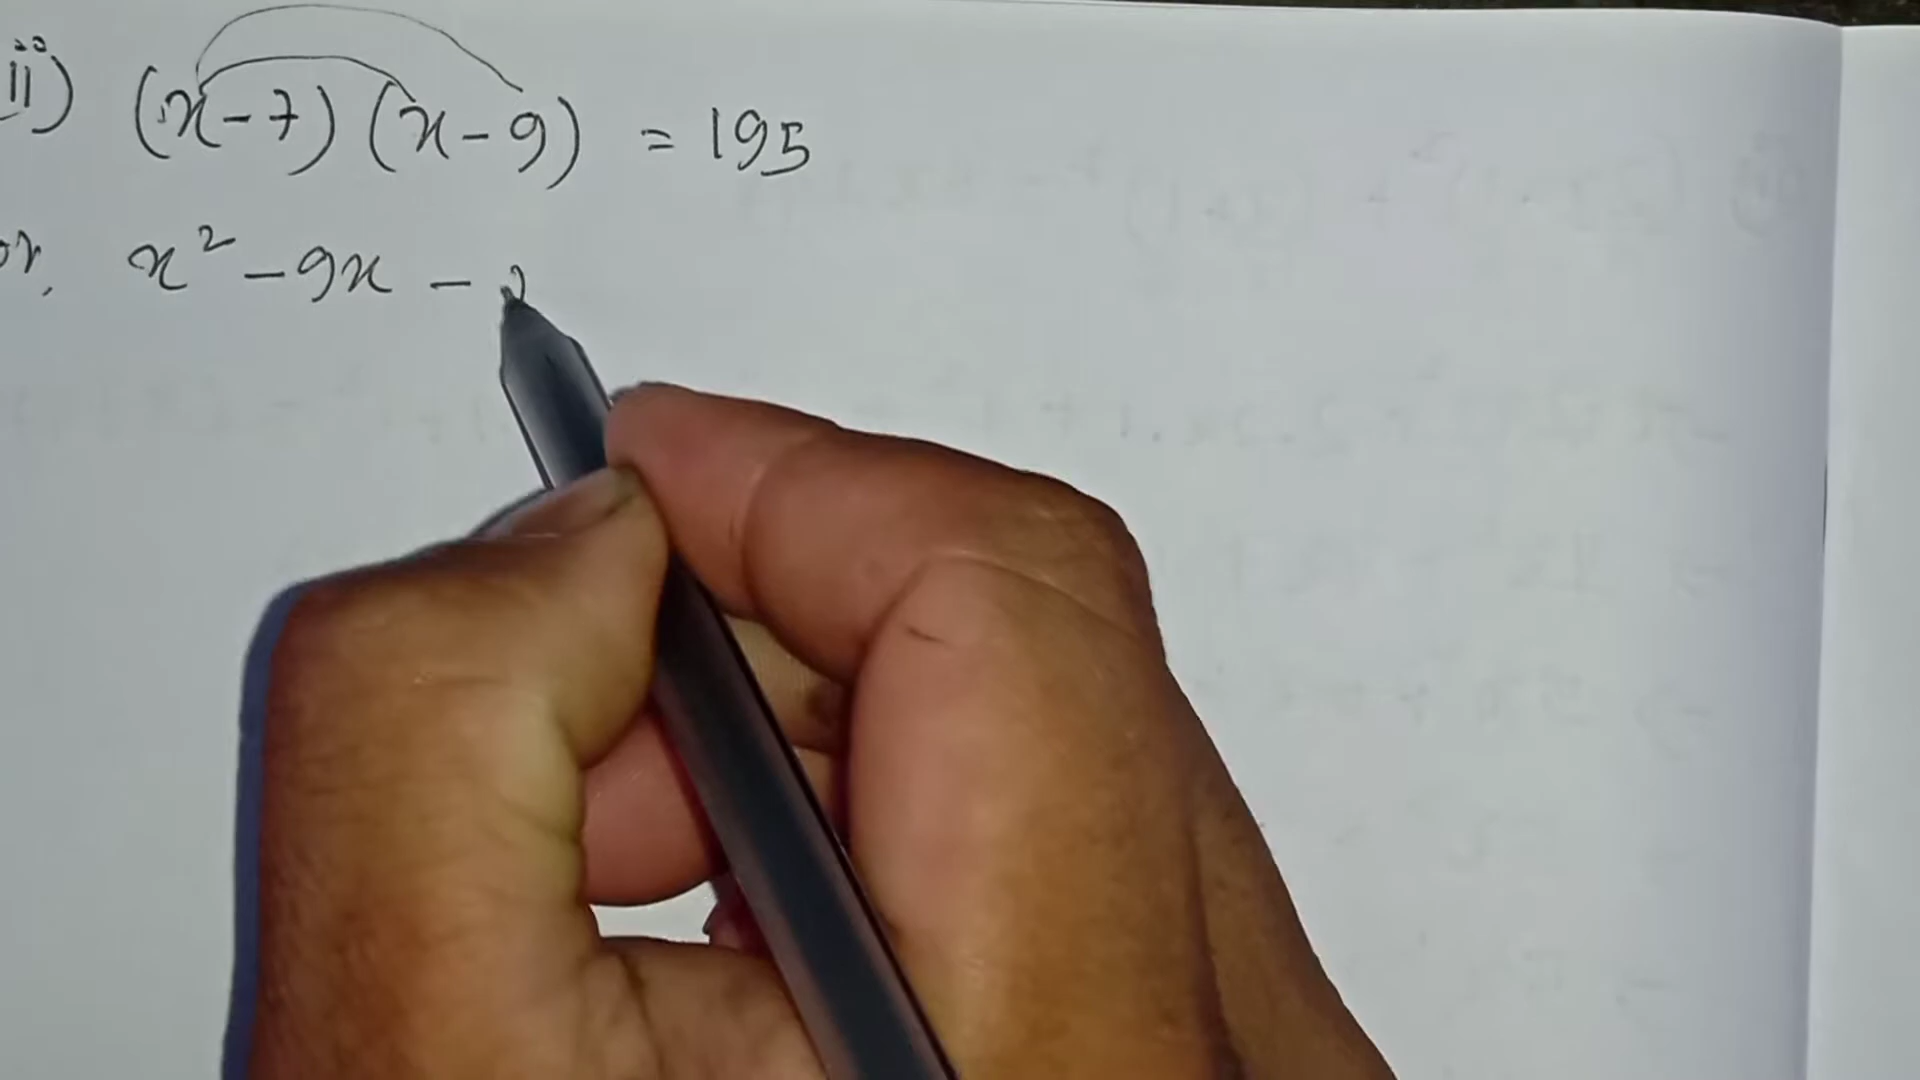 ii) (x-7) (x-9) = 195
or, x² - 9x -